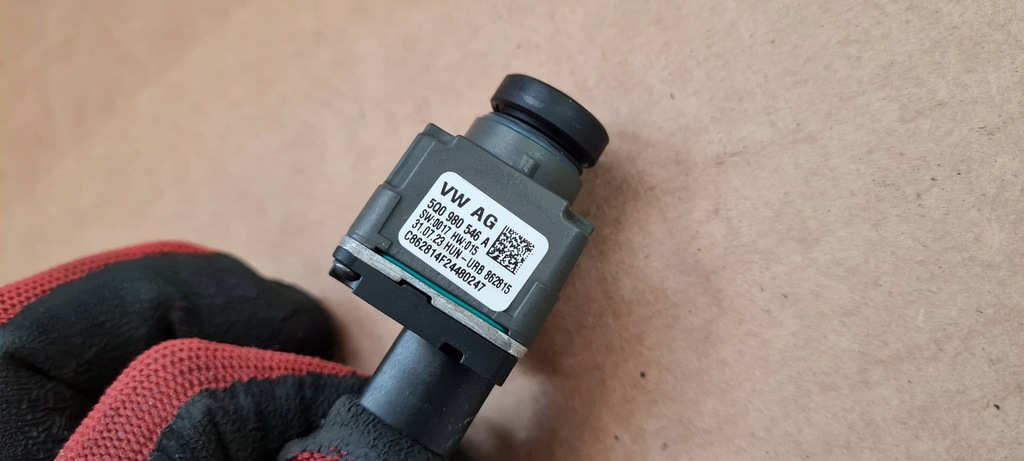 VW AG
5Q0 980 546 A
SW:0017 HW:015
31.07.23 HUN-URB 862815
C862814F24480247